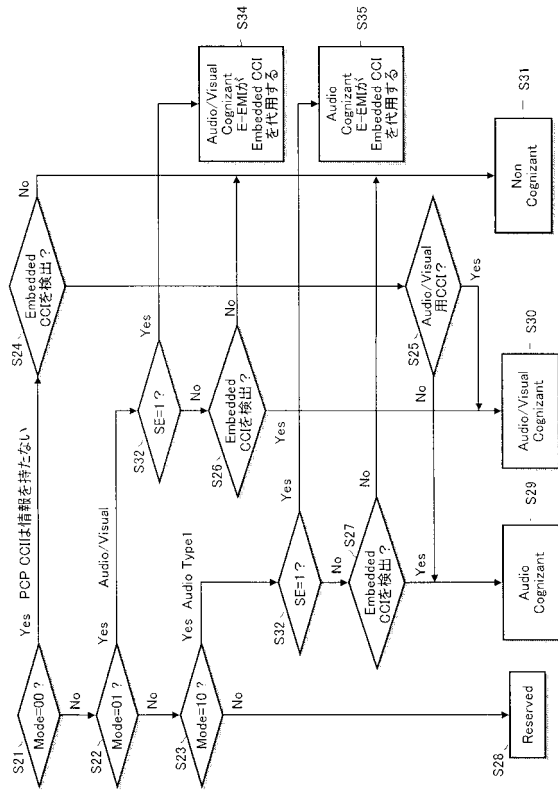 S21
Mode=00 ?
Yes
PCP CCIは情報を持たない
No
S24
Embedded
CCIを検出 ?
No
S22
Mode=01 ?
Yes
Audio/Visual
No
S32
SE=1 ?
Yes
No
S34
Audio/Visual
Cognizant
E-EMIが
Embedded CCI
を代用する
S26
Embedded
CCIを検出 ?
No
Yes
S23
Mode=10 ?
Yes
Audio Type1
No
S32
SE=1 ?
Yes
No
S35
Audio
Cognizant
E-EMIが
Embedded CCI
を代用する
S27
Embedded
CCIを検出 ?
No
Yes
S25
Audio/Visual
用CCI ?
No
Yes
S28
Reserved
S29
Audio
Cognizant
S30
Audio/Visual
Cognizant
S31
Non
Cognizant